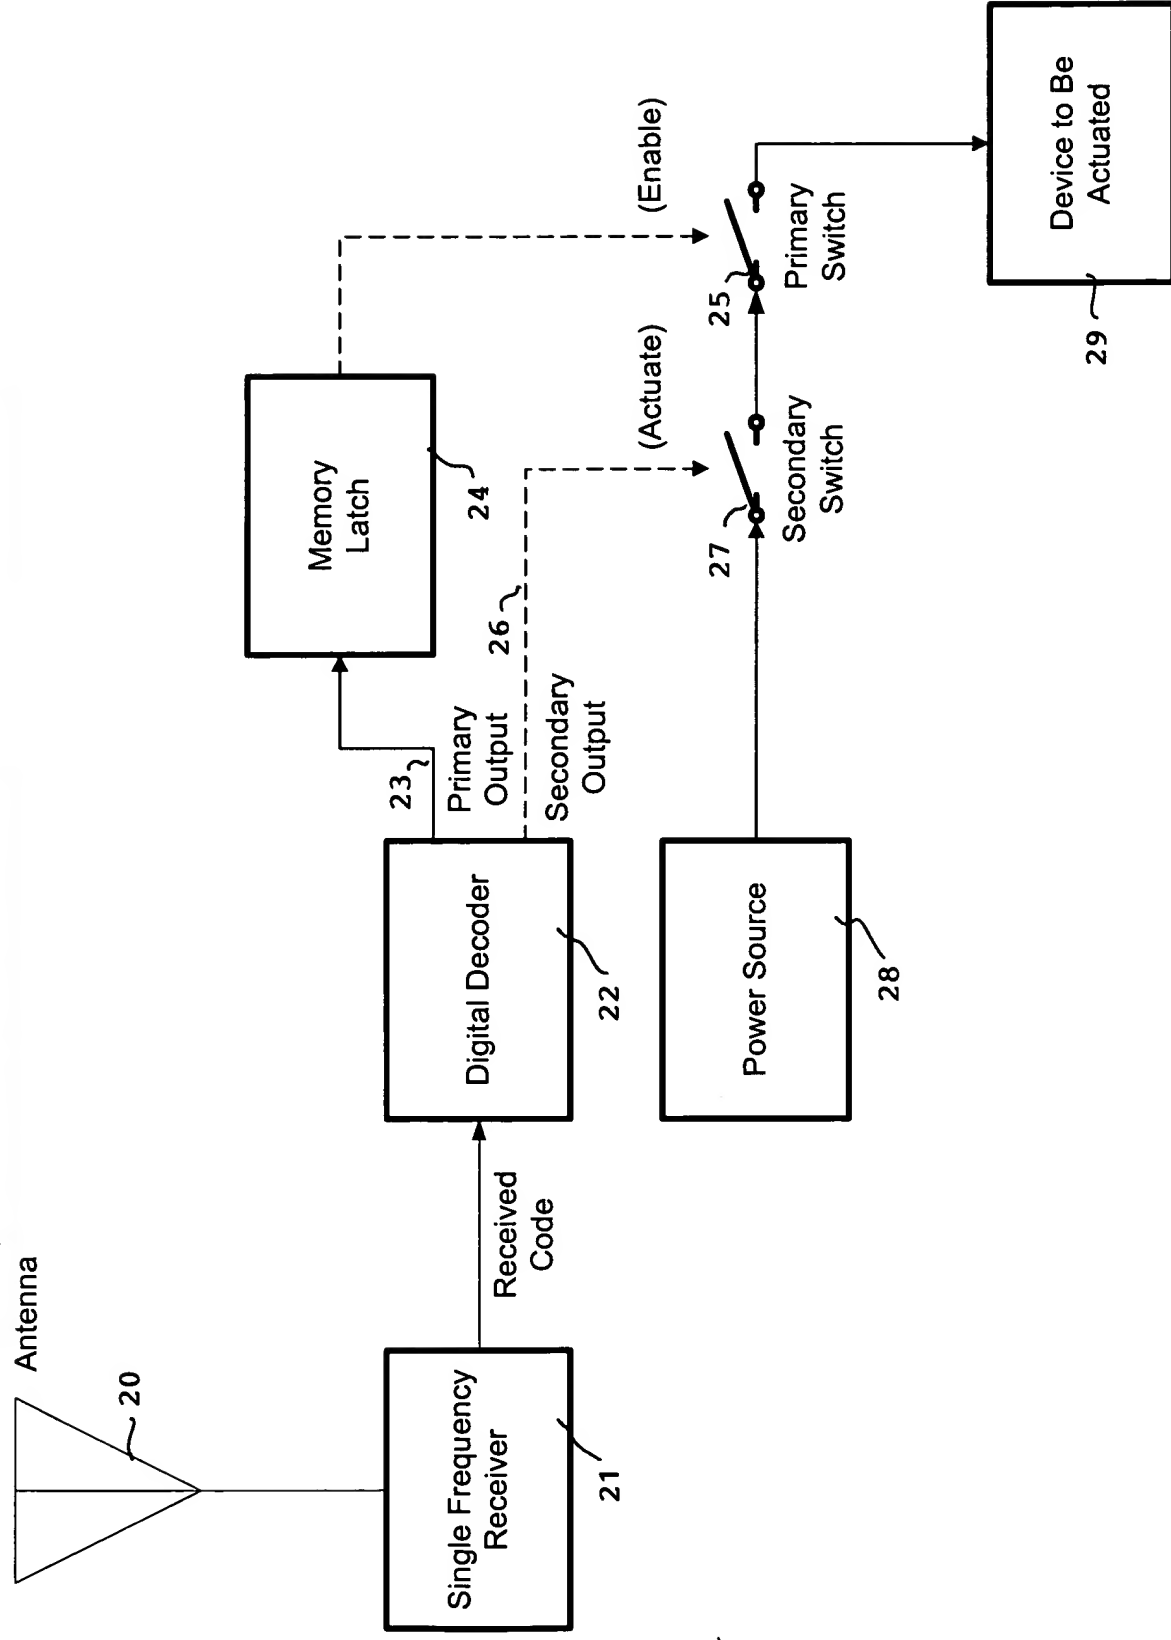 Antenna
20
Single Frequency
Receiver
21
Received
Code
Digital Decoder
22
23
Primary
Output
Secondary
Output
26
Memory
Latch
24
(Actuate)
(Enable)
Power Source
28
27
Secondary
Switch
25
Primary
Switch
Device to Be
Actuated
29